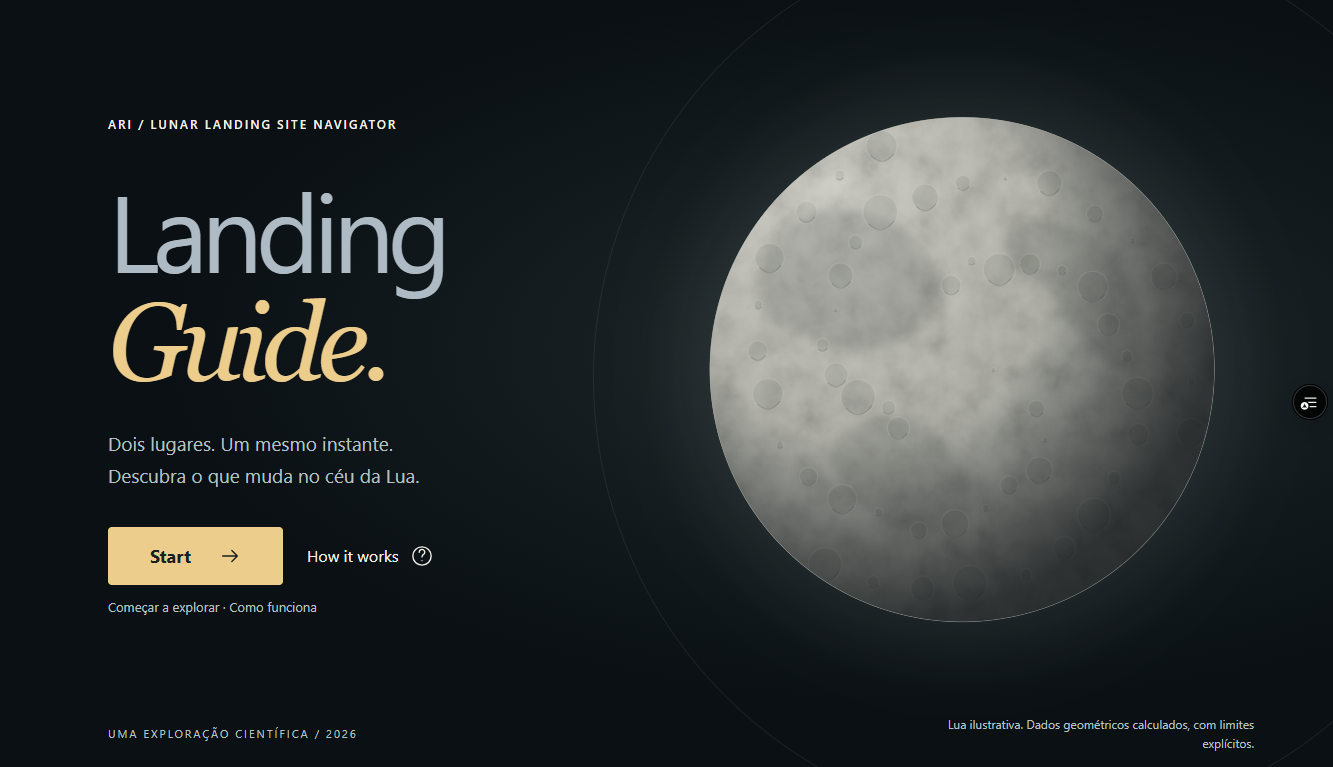 ARI / LUNAR LANDING SITE NAVIGATOR
Landing
Guide.
Dois lugares. Um mesmo instante.
Descubra o que muda no céu da Lua.
Start →
How it works ?
Começar a explorar · Como funciona
UMA EXPLORAÇÃO CIENTÍFICA / 2026
Lua ilustrativa. Dados geométricos calculados, com limites
explícitos.